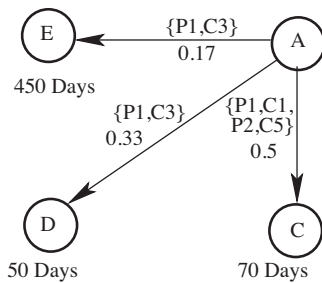 E
{P1,C3}
A
0.17
450 Days
{P1,C3}
0.33
{P1,C1,
P2,C5}
0.5
D
C
50 Days
70 Days